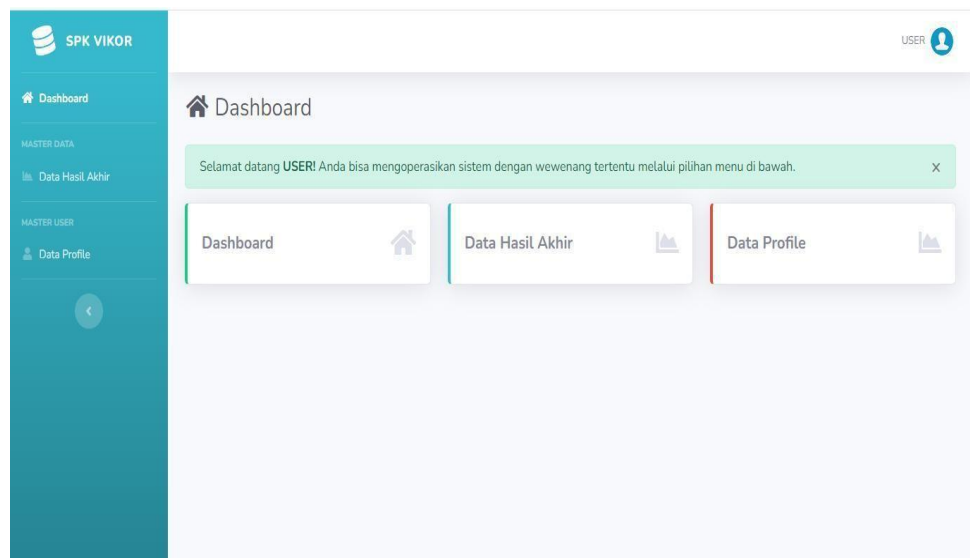 SPK VIKOR
USER
Dashboard
MASTER DATA
Data Hasil Akhir
MASTER USER
Data Profile
Dashboard
Selamat datang USER! Anda bisa mengoperasikan sistem dengan wewenang tertentu melalui pilihan menu di bawah.
X
Dashboard
Data Hasil Akhir
Data Profile